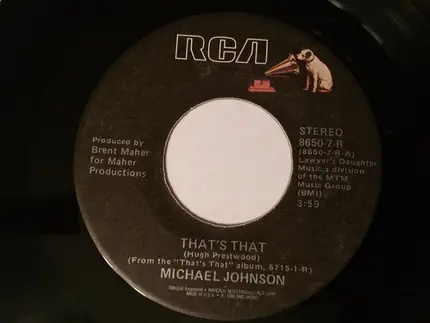 RCA
STEREO
8650-7-R
(8650-7-R-A)
Lawyer's Daughter
Music, a division
of the MTM
Music Group
(BMI)
3:59
Produced by
Brent Maher
for Maher
Productions
THAT'S THAT
(Hugh Prestwood)
(From the "That's That" album, 6715-1-R)
MICHAEL JOHNSON